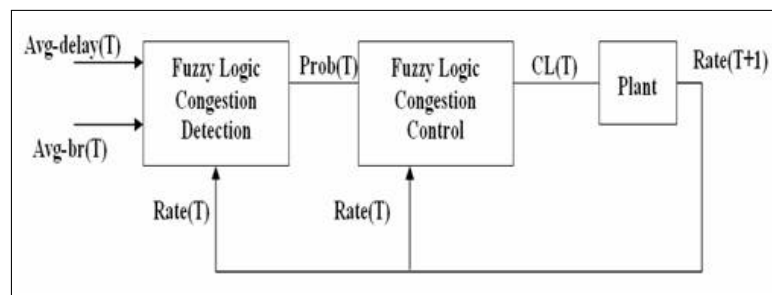 Avg-delay(T)
Avg-br(T)
Fuzzy Logic
Congestion
Detection
Prob(T)
Fuzzy Logic
Congestion
Control
CL(T)
Plant
Rate(T+1)
Rate(T)
Rate(T)